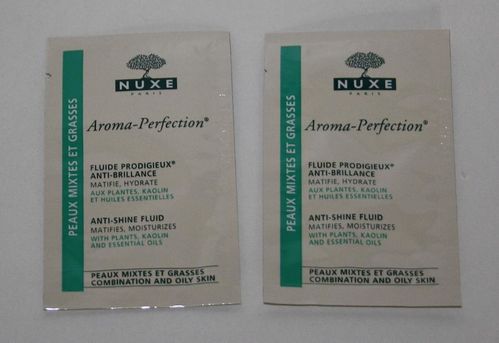 NUXE
PARIS
PEAUX MIXTES ET GRASSES
Aroma-Perfection®
FLUIDE PRODIGIEUX®
ANTI-BRILLANCE
MATIFIE, HYDRATE
AUX PLANTES, KAOLIN
ET HUILES ESSENTIELLES
ANTI-SHINE FLUID
MATIFIES, MOISTURIZES
WITH PLANTS, KAOLIN
AND ESSENTIAL OILS
PEAUX MIXTES ET GRASSES
COMBINATION AND OILY SKIN
NUXE
PARIS
PEAUX MIXTES ET GRASSES
Aroma-Perfection®
FLUIDE PRODIGIEUX®
ANTI-BRILLANCE
MATIFIE, HYDRATE
AUX PLANTES, KAOLIN
ET HUILES ESSENTIELLES
ANTI-SHINE FLUID
MATIFIES, MOISTURIZES
WITH PLANTS, KAOLIN
AND ESSENTIAL OILS
PEAUX MIXTES ET GRASSES
COMBINATION AND OILY SKIN